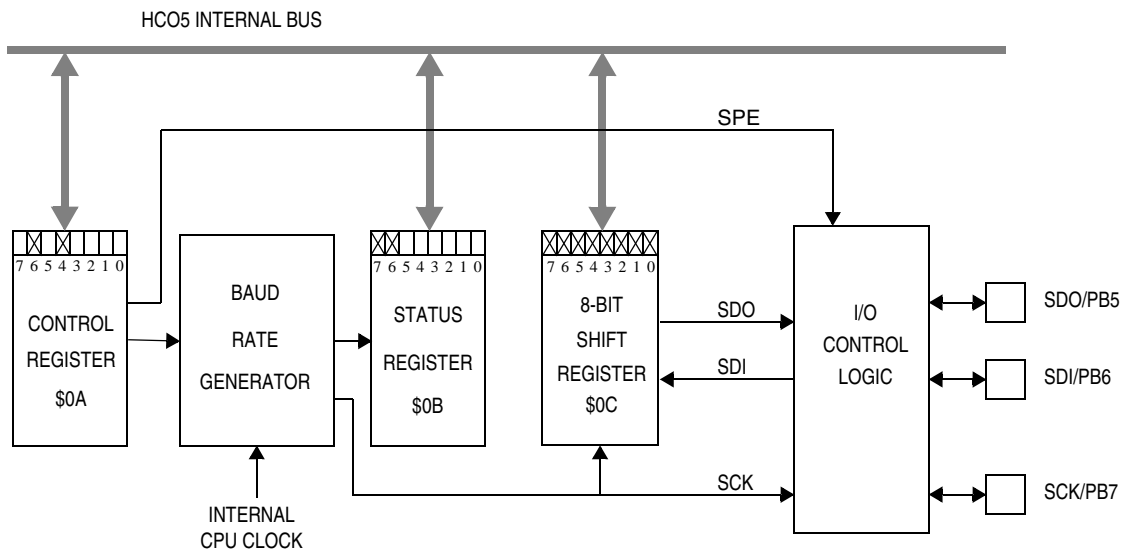 HCO5 INTERNAL BUS
SPE
7 6 5 4 3 2 1 0
CONTROL
REGISTER
$0A
BAUD
RATE
GENERATOR
INTERNAL
CPU CLOCK
7 6 5 4 3 2 1 0
STATUS
REGISTER
$0B
7 6 5 4 3 2 1 0
8-BIT
SHIFT
REGISTER
$0C
SDO
SDI
SCK
I/O
CONTROL
LOGIC
SDO/PB5
SDI/PB6
SCK/PB7